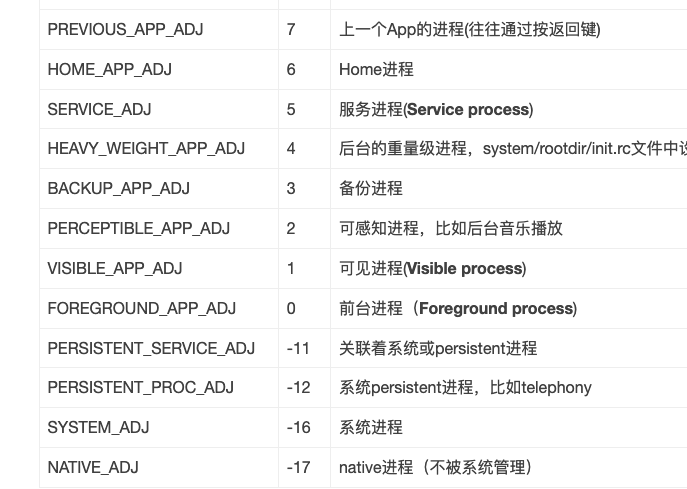 PREVIOUS_APP_ADJ 7 上一个App的进程(往往通过按返回键)
HOME_APP_ADJ 6 Home进程
SERVICE_ADJ 5 服务进程(Service process)
HEAVY_WEIGHT_APP_ADJ 4 后台的重量级进程，system/rootdir/init.rc文件中设
BACKUP_APP_ADJ 3 备份进程
PERCEPTIBLE_APP_ADJ 2 可感知进程，比如后台音乐播放
VISIBLE_APP_ADJ 1 可见进程(Visible process)
FOREGROUND_APP_ADJ 0 前台进程（Foreground process)
PERSISTENT_SERVICE_ADJ -11 关联着系统或persistent进程
PERSISTENT_PROC_ADJ -12 系统persistent进程，比如telephony
SYSTEM_ADJ -16 系统进程
NATIVE_ADJ -17 native进程（不被系统管理）